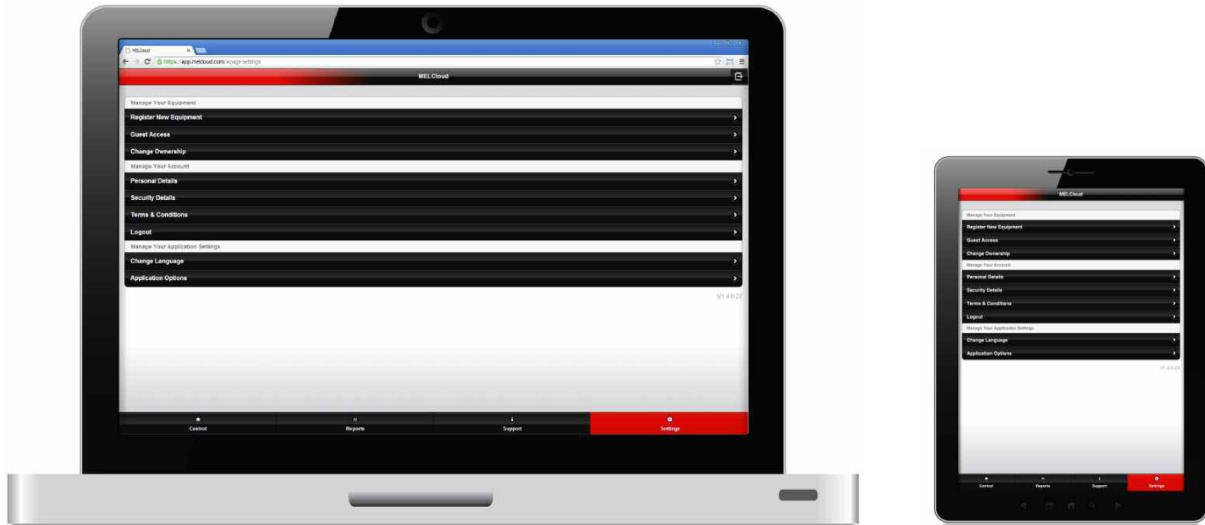 MELCloud
https://app.melcloud.com/#page-settings
MELCloud
Manage Your Equipment
Register New Equipment
Guest Access
Change Ownership
Manage Your Account
Personal Details
Security Details
Terms & Conditions
Logout
Manage Your Application Settings
Change Language
Application Options
Control
Reports
Support
Settings
MELCloud
Manage Your Equipment
Register New Equipment
Guest Access
Change Ownership
Manage Your Account
Personal Details
Security Details
Terms & Conditions
Logout
Manage Your Application Settings
Change Language
Application Options
Control
Reports
Support
Settings